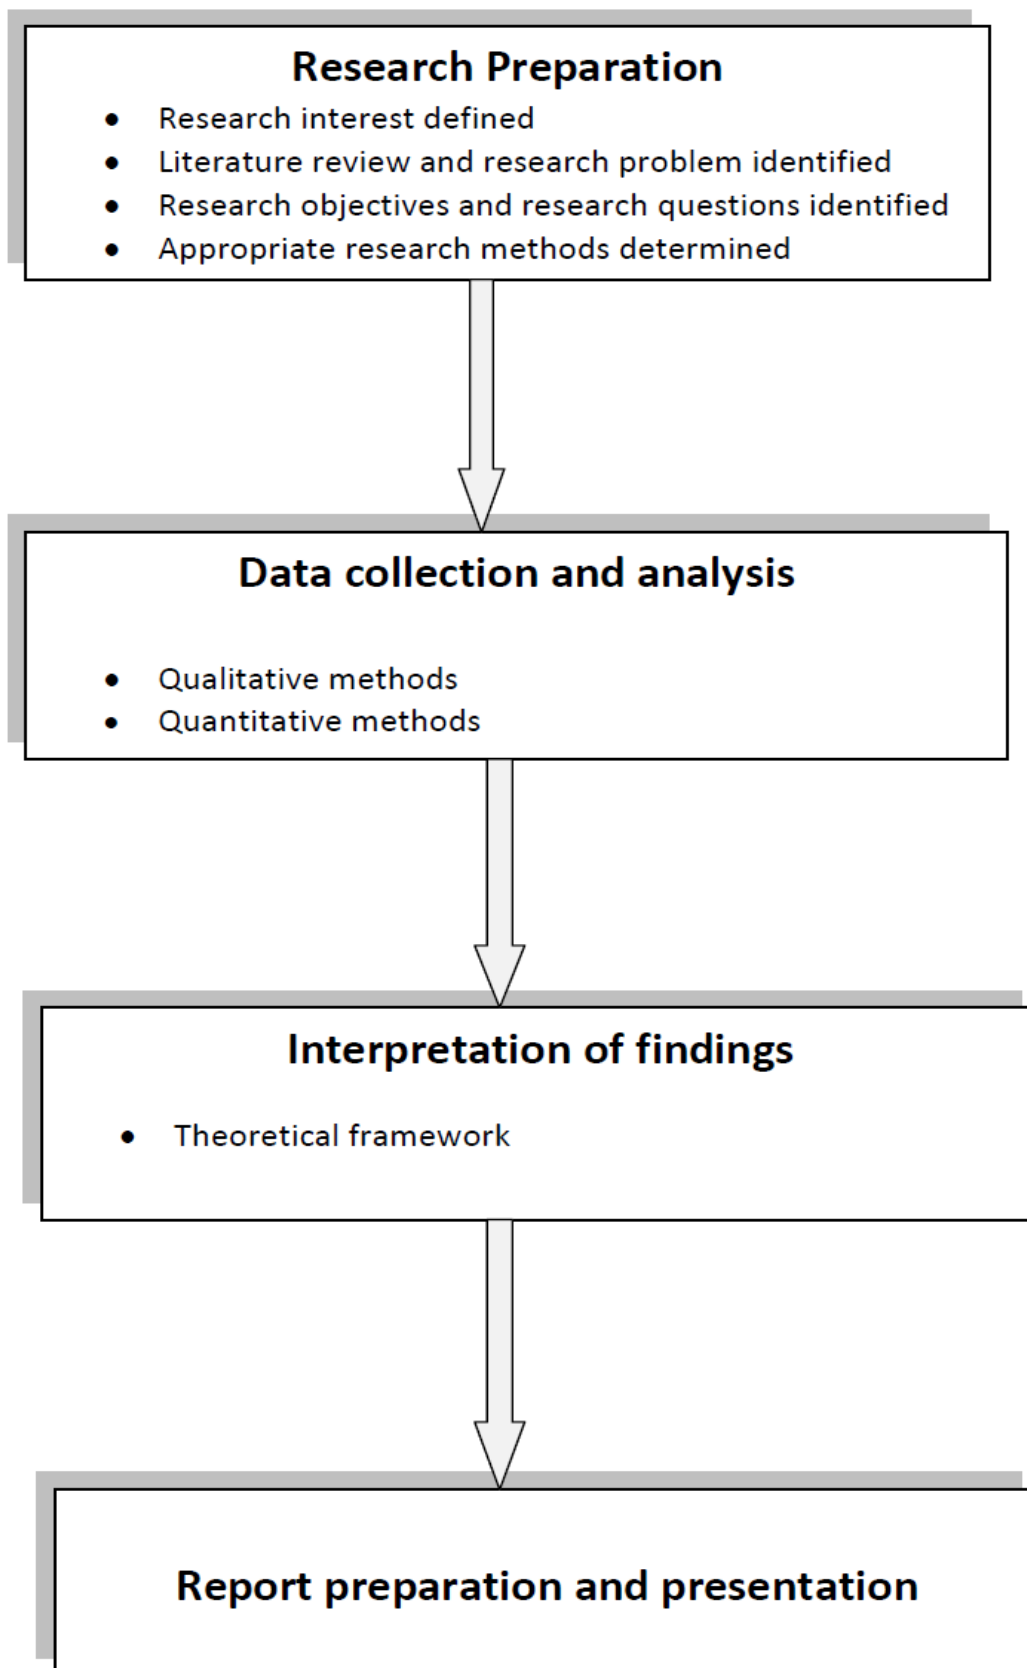 Research Preparation
• Research interest defined
• Literature review and research problem identified
• Research objectives and research questions identified
• Appropriate research methods determined
Data collection and analysis
• Qualitative methods
• Quantitative methods
Interpretation of findings
• Theoretical framework
Report preparation and presentation